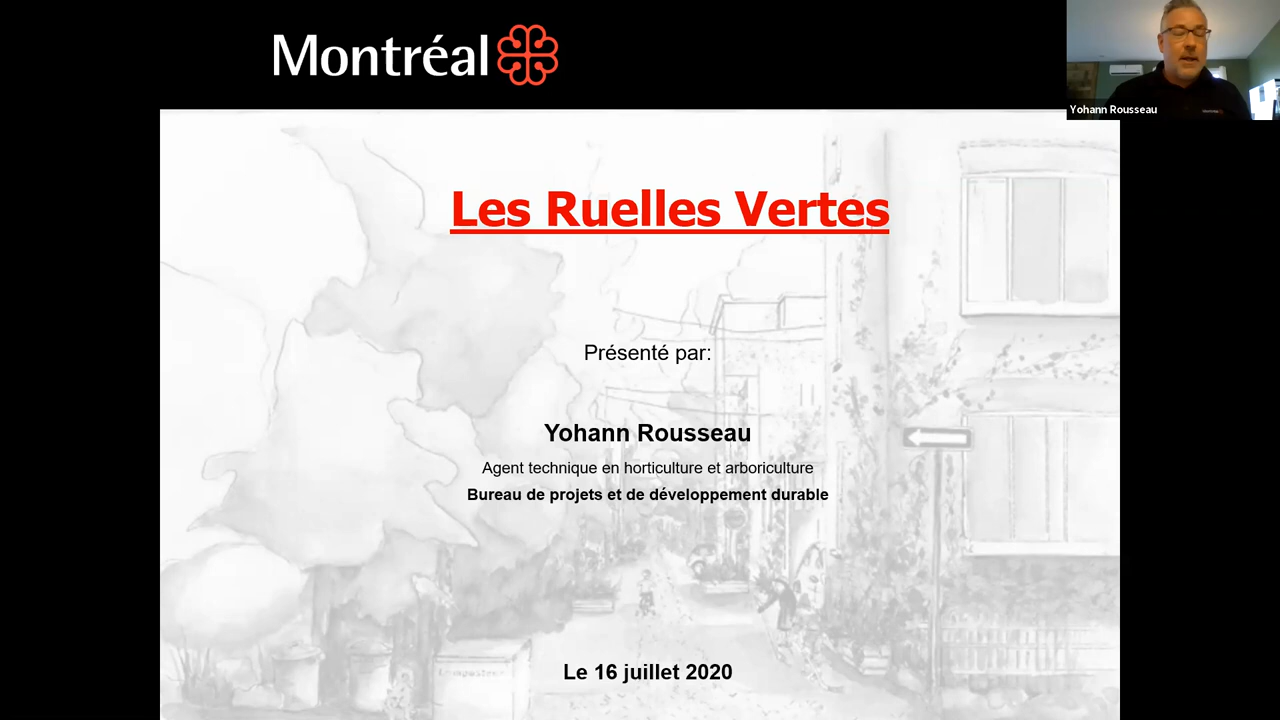 Montréal
Yohann Rousseau
Les Ruelles Vertes
Présenté par:
Yohann Rousseau
Agent technique en horticulture et arboriculture
Bureau de projets et de développement durable
Le 16 juillet 2020